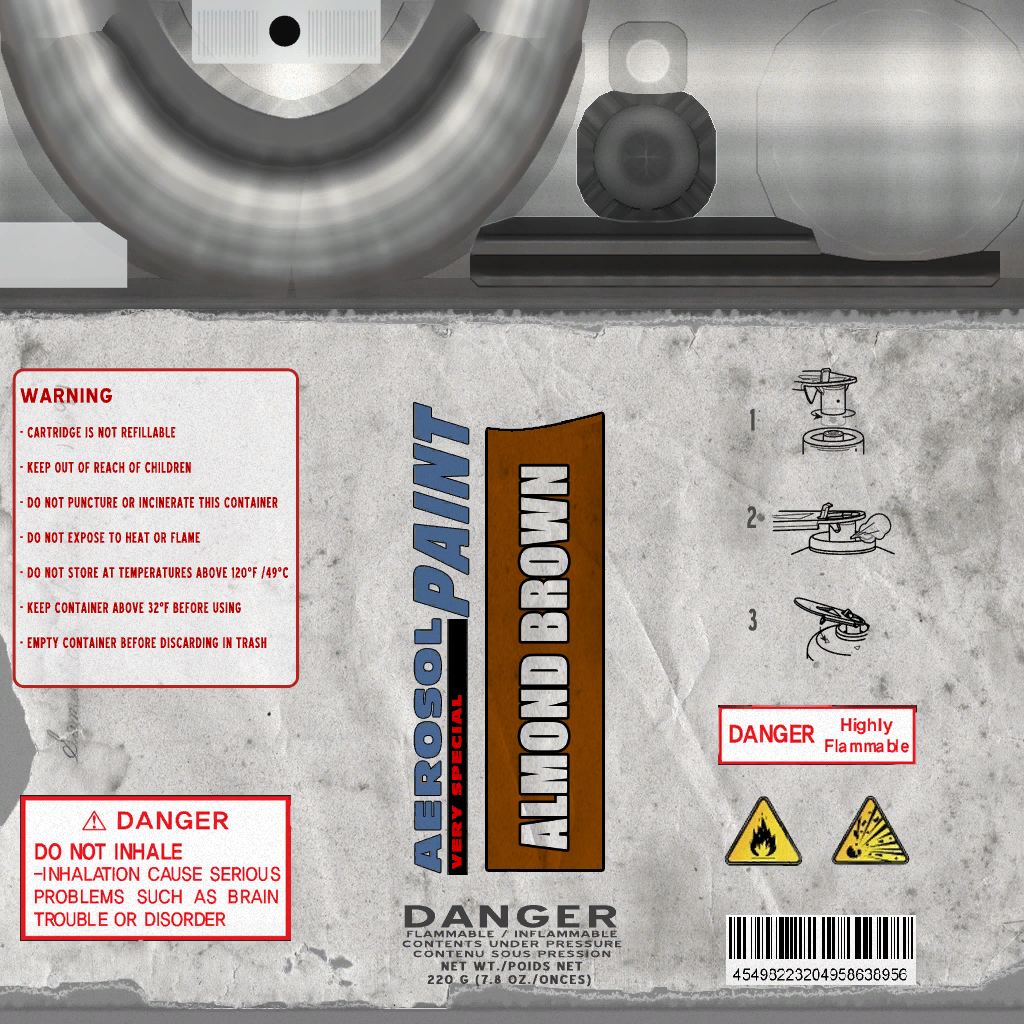 WARNING
- CARTRIDGE IS NOT REFILLABLE
- KEEP OUT OF REACH OF CHILDREN
- DO NOT PUNCTURE OR INCINERATE THIS CONTAINER
- DO NOT EXPOSE TO HEAT OR FLAME
- DO NOT STORE AT TEMPERATURES ABOVE 120°F /49°C
- KEEP CONTAINER ABOVE 32°F BEFORE USING
- EMPTY CONTAINER BEFORE DISCARDING IN TRASH
⚠ DANGER
DO NOT INHALE
-INHALATION CAUSE SERIOUS
PROBLEMS SUCH AS BRAIN
TROUBLE OR DISORDER
AEROSOL PAINT
VERY SPECIAL
ALMOND BROWN
DANGER
FLAMMABLE / INFLAMMABLE
CONTENTS UNDER PRESSURE
CONTENU SOUS PRESSION
NET WT./POIDS NET
220 G (7.8 OZ./ONCES)
1
2
3
DANGER
Highly
Flammable
45498223204958638956